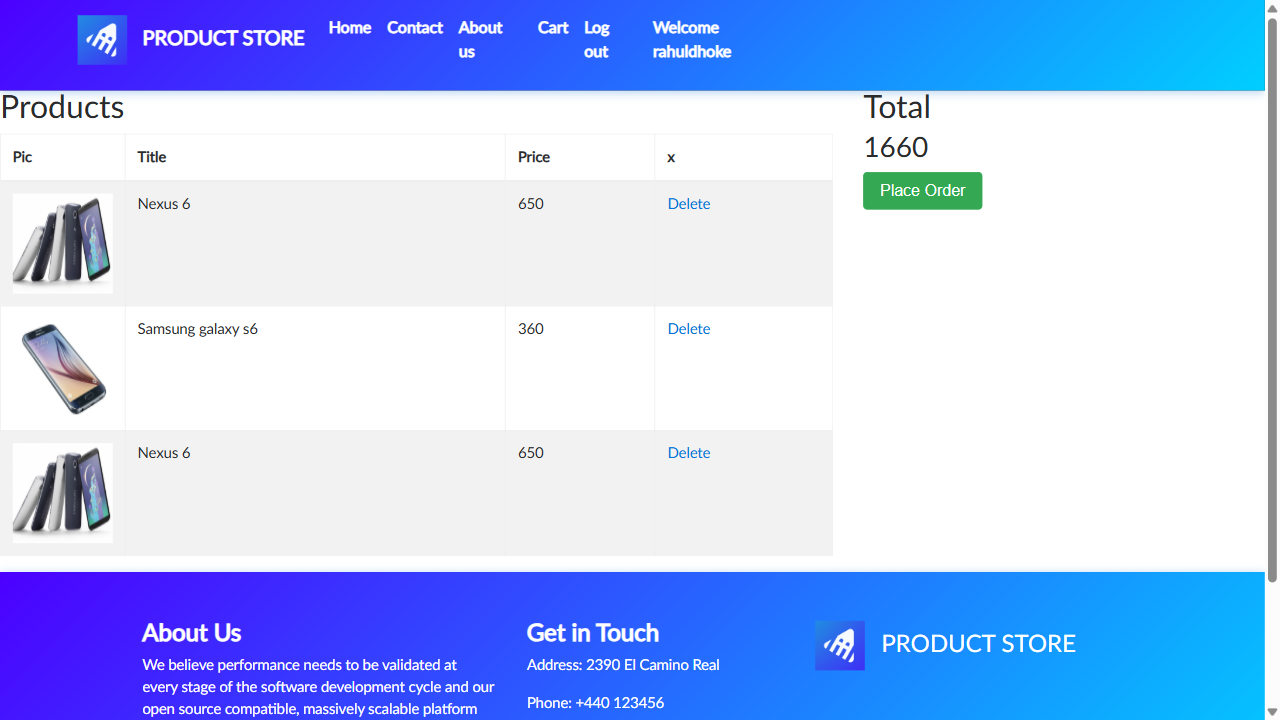 PRODUCT STORE
Home
Contact
About
us
Cart
Log
out
Welcome
rahuldhoke
Products
Pic
Title
Price
x
Nexus 6
650
Delete
Samsung galaxy s6
360
Delete
Nexus 6
650
Delete
Total
1660
Place Order
About Us
We believe performance needs to be validated at
every stage of the software development cycle and our
open source compatible, massively scalable platform
Get in Touch
Address: 2390 El Camino Real
Phone: +440 123456
PRODUCT STORE